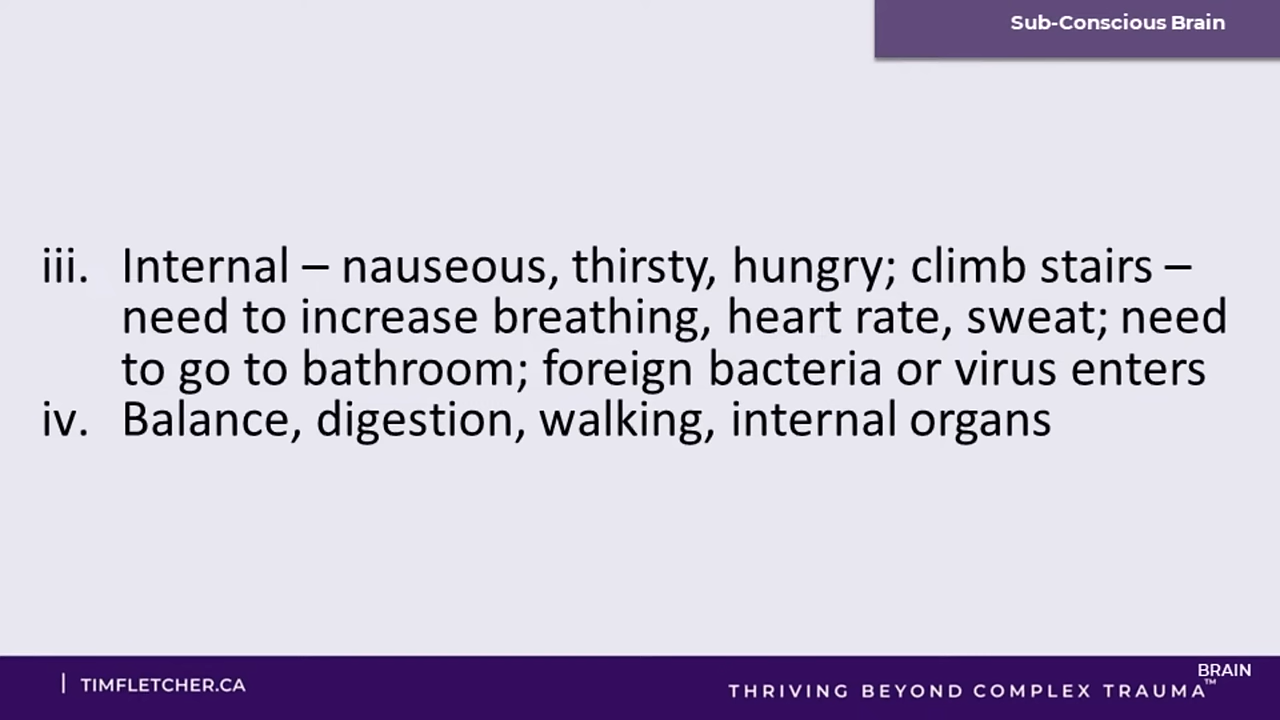 Sub-Conscious Brain
iii. Internal – nauseous, thirsty, hungry; climb stairs –
need to increase breathing, heart rate, sweat; need
to go to bathroom; foreign bacteria or virus enters
iv. Balance, digestion, walking, internal organs
| TIMFLETCHER.CA
BRAIN
THRIVING BEYOND COMPLEX TRAUMA™